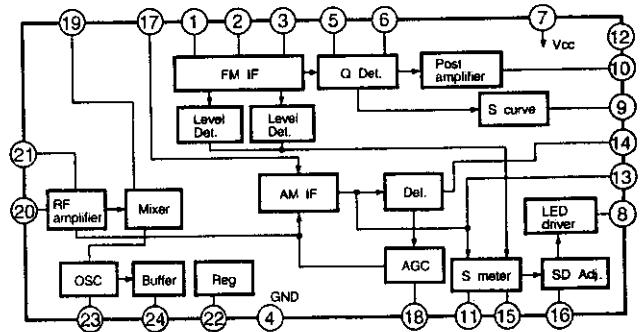 19
17
1
2
3
5
6
7
12
Vcc
FM IF
Q Det.
Post
amplifier
10
Level
Det.
Level
Det.
S curve
9
21
14
20
RF
amplifier
Mixer
AM IF
Det.
13
LED
driver
8
OSC
Buffer
Reg
GND
AGC
S meter
SD Adj.
23
24
22
4
18
11
15
16